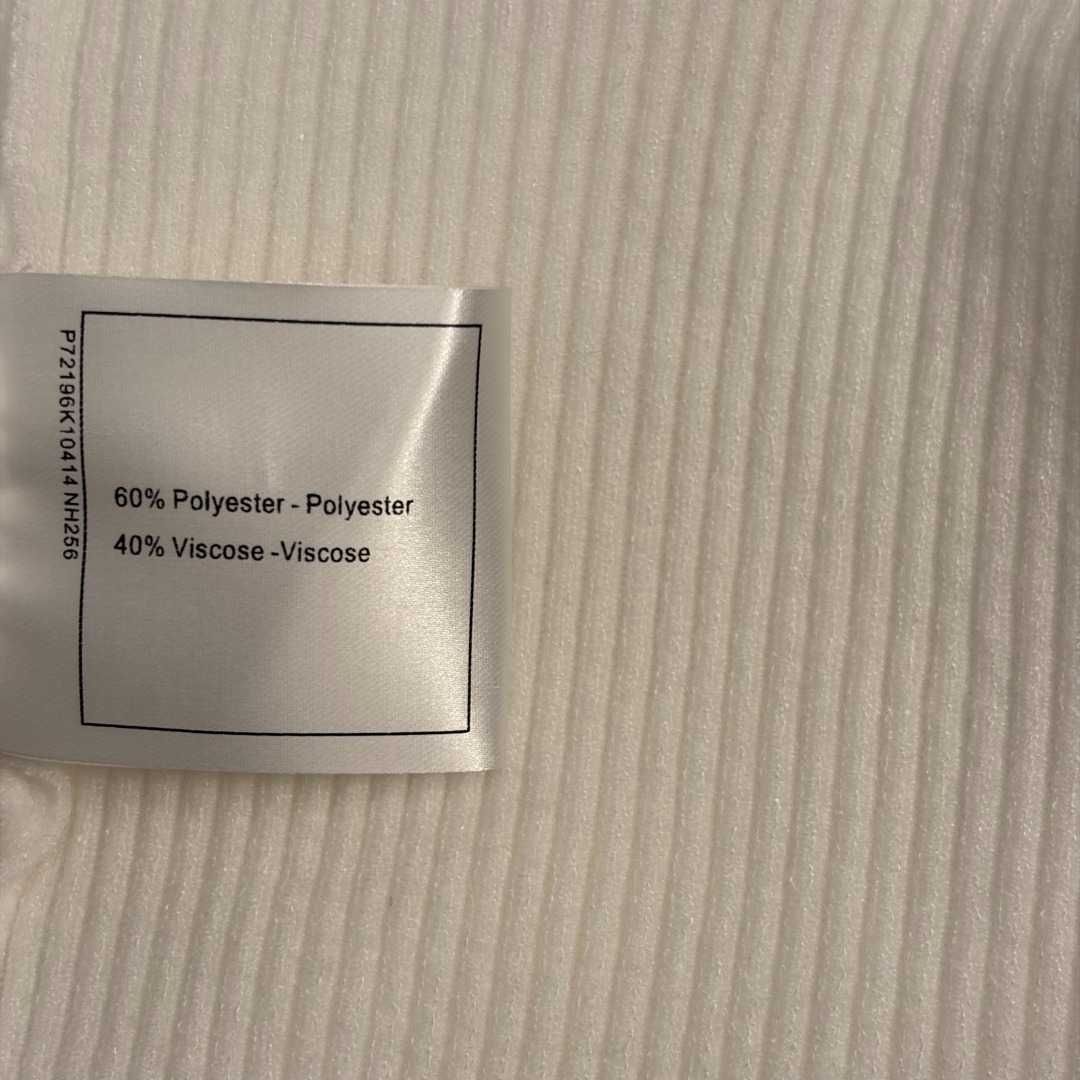 P72196K10414 NH256
60% Polyester - Polyester
40% Viscose -Viscose